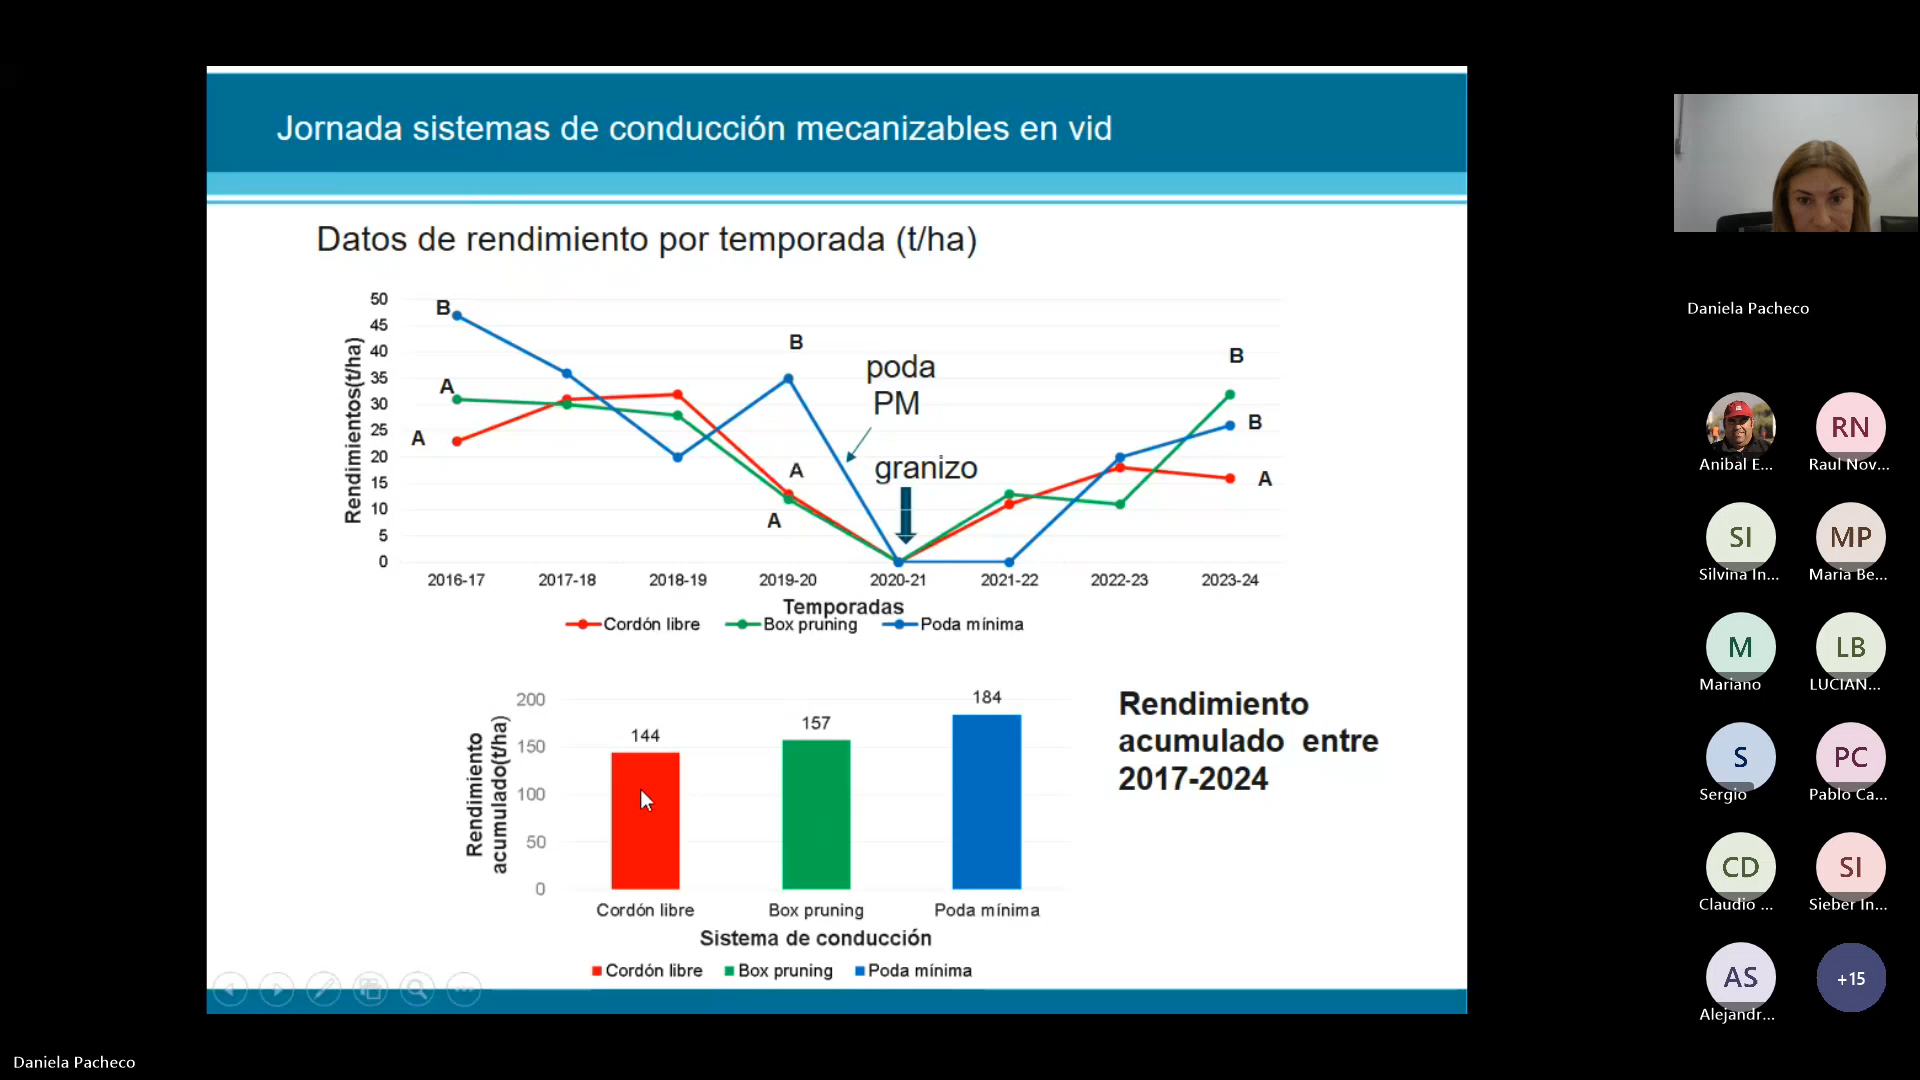 Jornada sistemas de conducción mecanizables en vid
Datos de rendimiento por temporada (t/ha)
Rendimientos(t/ha)
50
45
40
35
30
25
20
15
10
5
0
B
A
A
B
A
A
poda
PM
granizo
B
B
A
2016-17 2017-18 2018-19 2019-20 2020-21 2021-22 2022-23 2023-24
Temporadas
Cordón libre Box pruning Poda mínima
Rendimiento
acumulado(t/ha)
200
150
100
50
0
144
157
184
Cordón libre Box pruning Poda mínima
Sistema de conducción
Cordón libre Box pruning Poda mínima
Rendimiento
acumulado entre
2017-2024
Daniela Pacheco
Anibal E...
RN
Raul Nov...
SI
Silvina In...
MP
Maria Be...
M
Mariano
LB
LUCIAN...
S
Sergio
PC
Pablo Ca...
CD
Claudio ...
SI
Sieber In...
AS
Alejandr...
+15
Daniela Pacheco